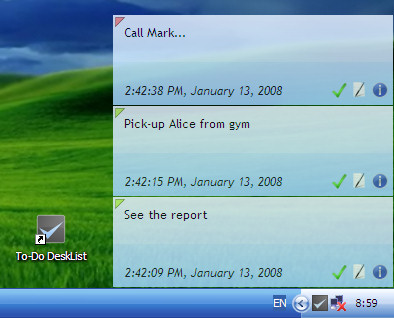 Call Mark...
2:42:38 PM, January 13, 2008
Pick-up Alice from gym
2:42:15 PM, January 13, 2008
See the report
2:42:09 PM, January 13, 2008
To-Do DeskList
EN 8:59